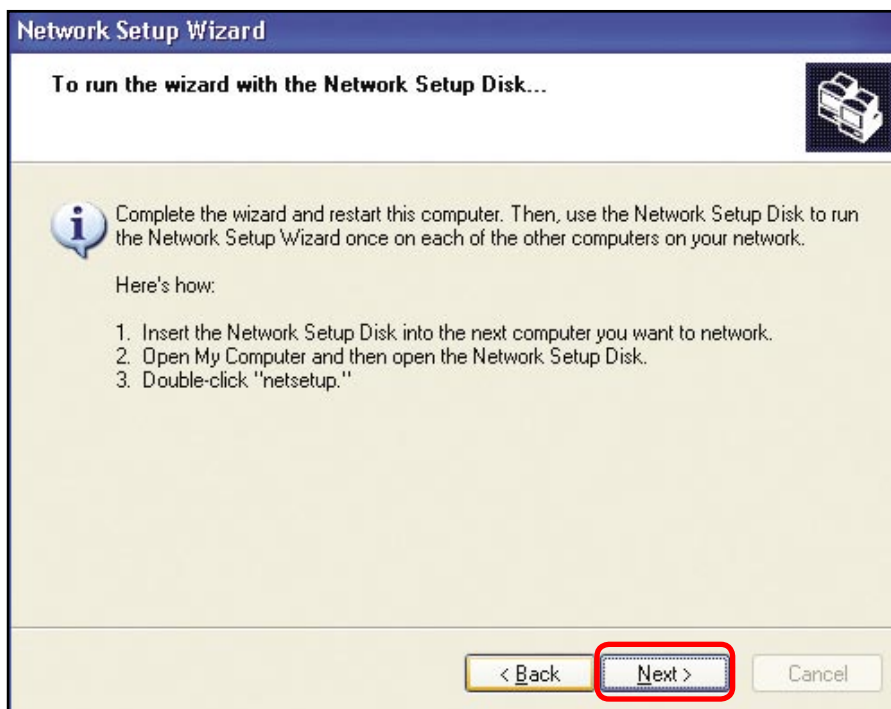 Network Setup Wizard
To run the wizard with the Network Setup Disk...
Complete the wizard and restart this computer. Then, use the Network Setup Disk to run
the Network Setup Wizard once on each of the other computers on your network.
Here's how:
1. Insert the Network Setup Disk into the next computer you want to network.
2. Open My Computer and then open the Network Setup Disk.
3. Double-click "netsetup."
< Back
Next >
Cancel